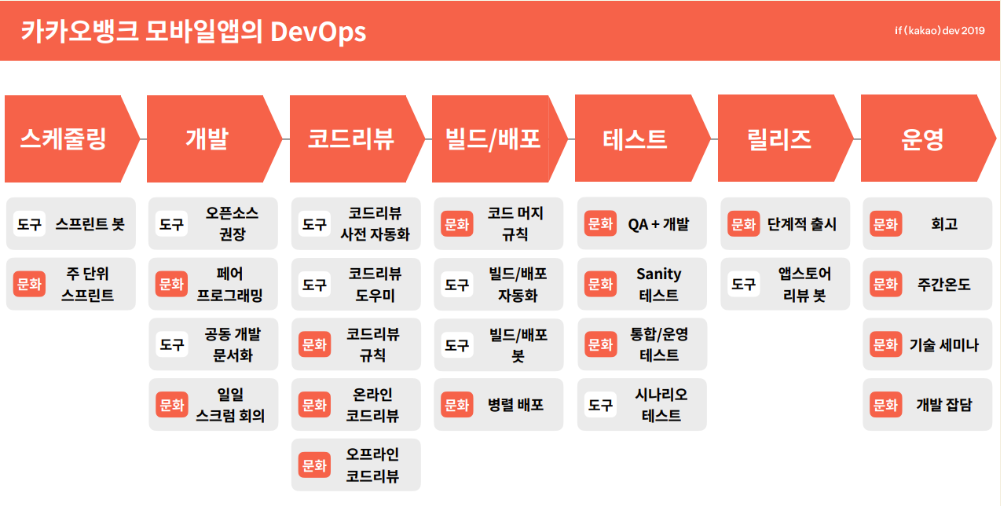 카카오뱅크 모바일앱의 DevOps
if(kakao)dev2019
스케줄링
개발
코드리뷰
빌드/배포
테스트
릴리즈
운영
도구 스프린트 봇
문화 주 단위
스프린트
도구 오픈소스
권장
문화 페어
프로그래밍
도구 공동 개발
문서화
문화 일일
스크럼 회의
도구 코드리뷰
사전 자동화
도구 코드리뷰
도우미
문화 코드리뷰
규칙
문화 온라인
코드리뷰
문화 오프라인
코드리뷰
문화 코드 머지
규칙
도구 빌드/배포
자동화
도구 빌드/배포
봇
문화 병렬 배포
문화 QA + 개발
문화 Sanity
테스트
문화 통합/운영
테스트
도구 시나리오
테스트
문화 단계적 출시
도구 앱스토어
리뷰 봇
문화 회고
문화 주간온도
문화 기술 세미나
문화 개발 잡담